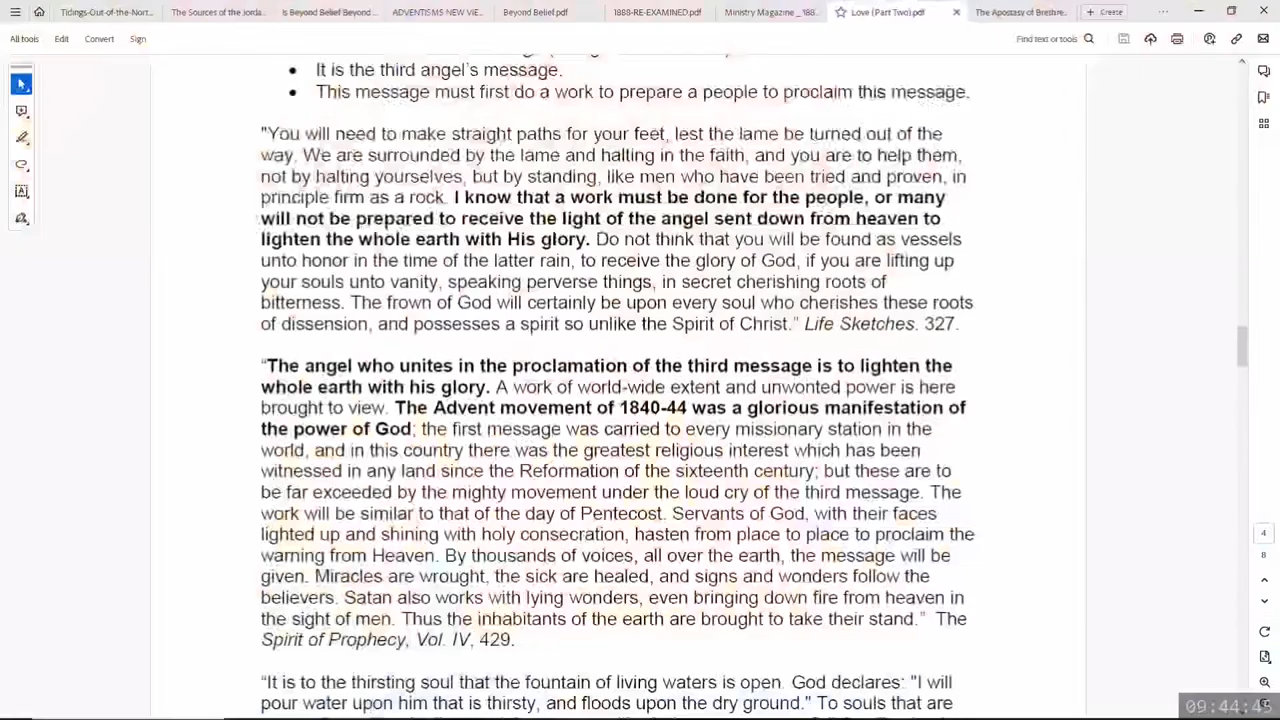 Tidings-Out-of-the-Nort...
The Sources of the Jorda...
Is Beyond Belief Beyond ...
ADVENTISMS NEW VIE...
Beyond Belief.pdf
1888-RE-EXAMINED.pdf
Ministry Magazine _ 188...
Love (Part Two).pdf
The Apostasy of Brethre...
+ Create
All tools Edit Convert Sign
Find text or tools
• It is the third angel's message.
• This message must first do a work to prepare a people to proclaim this message.
"You will need to make straight paths for your feet, lest the lame be turned out of the
way. We are surrounded by the lame and halting in the faith, and you are to help them,
not by halting yourselves, but by standing, like men who have been tried and proven, in
principle firm as a rock. I know that a work must be done for the people, or many
will not be prepared to receive the light of the angel sent down from heaven to
lighten the whole earth with His glory. Do not think that you will be found as vessels
unto honor in the time of the latter rain, to receive the glory of God, if you are lifting up
your souls unto vanity, speaking perverse things, in secret cherishing roots of
bitterness. The frown of God will certainly be upon every soul who cherishes these roots
of dissension, and possesses a spirit so unlike the Spirit of Christ." Life Sketches. 327.
"The angel who unites in the proclamation of the third message is to lighten the
whole earth with his glory. A work of world-wide extent and unwonted power is here
brought to view. The Advent movement of 1840-44 was a glorious manifestation of
the power of God; the first message was carried to every missionary station in the
world, and in this country there was the greatest religious interest which has been
witnessed in any land since the Reformation of the sixteenth century; but these are to
be far exceeded by the mighty movement under the loud cry of the third message. The
work will be similar to that of the day of Pentecost. Servants of God, with their faces
lighted up and shining with holy consecration, hasten from place to place to proclaim the
warning from Heaven. By thousands of voices, all over the earth, the message will be
given. Miracles are wrought, the sick are healed, and signs and wonders follow the
believers. Satan also works with lying wonders, even bringing down fire from heaven in
the sight of men. Thus the inhabitants of the earth are brought to take their stand." The
Spirit of Prophecy, Vol. IV, 429.
"It is to the thirsting soul that the fountain of living waters is open. God declares: "I will
pour water upon him that is thirsty, and floods upon the dry ground." To souls that are
4
8
09:44:45